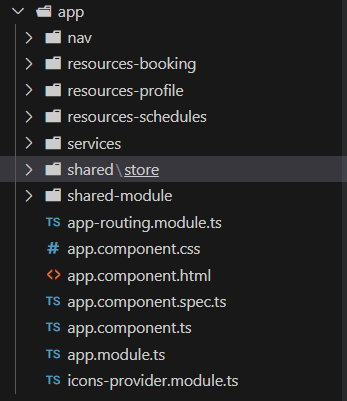 app
nav
resources-booking
resources-profile
resources-schedules
services
shared\store
shared-module
TS app-routing.module.ts
# app.component.css
<> app.component.html
TS app.component.spec.ts
TS app.component.ts
TS app.module.ts
TS icons-provider.module.ts